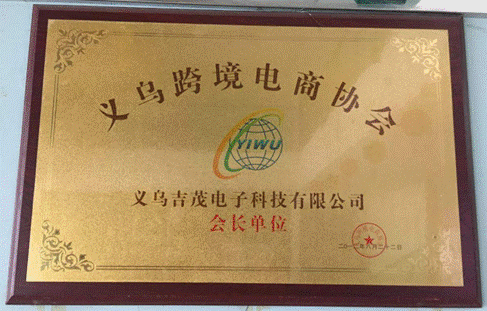 义乌跨境电商协会
YIWU
义乌吉茂电子科技有限公司
会长单位